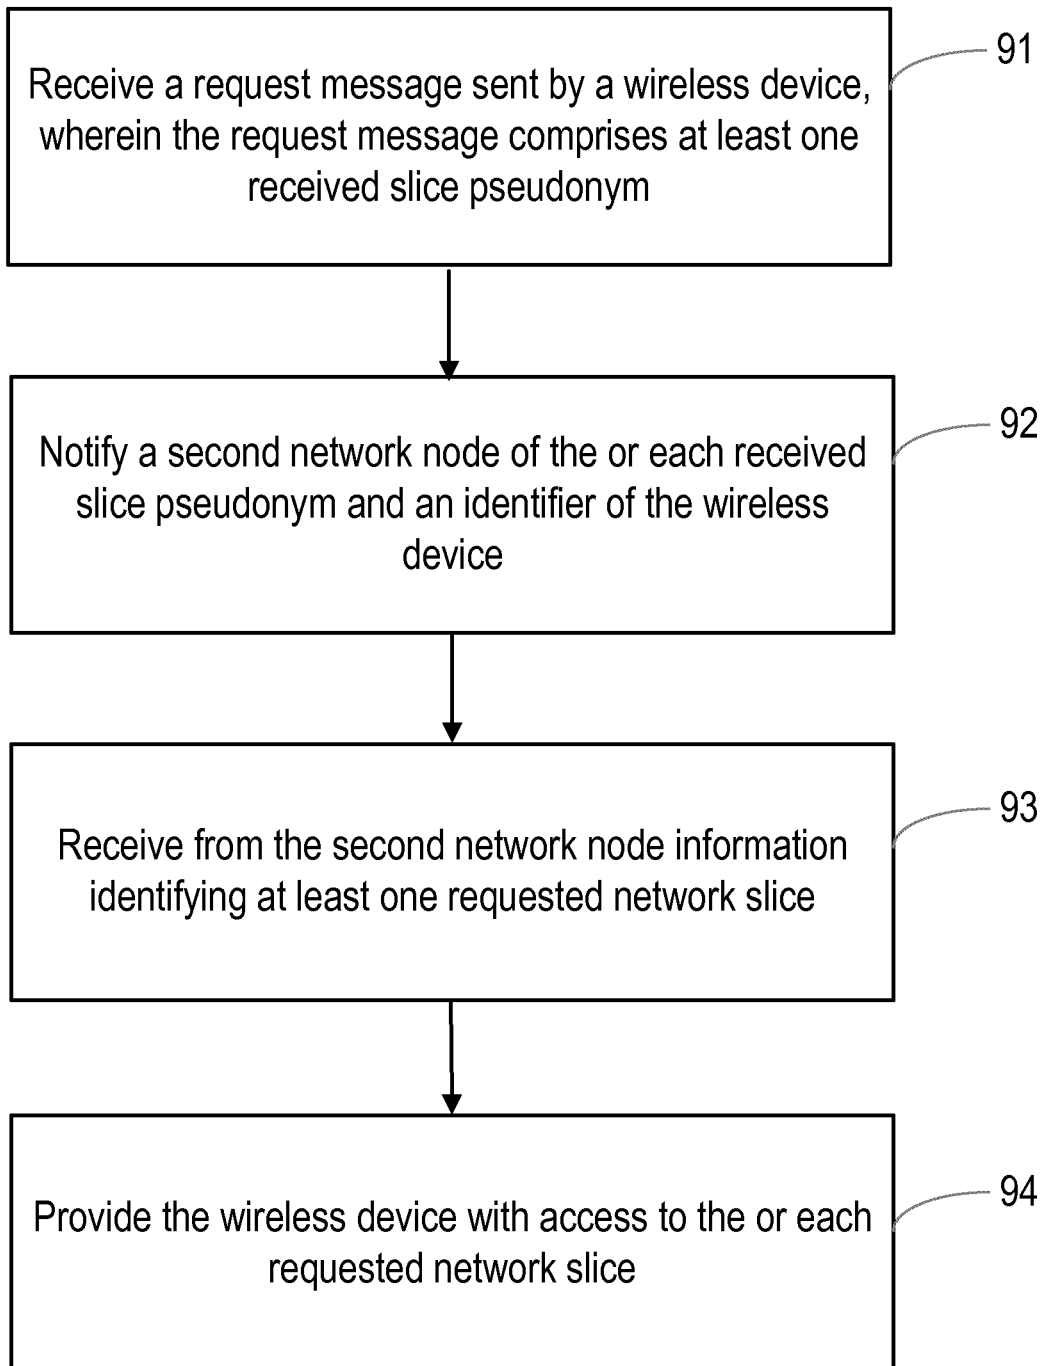 Receive a request message sent by a wireless device,
wherein the request message comprises at least one
received slice pseudonym
91
Notify a second network node of the or each received
slice pseudonym and an identifier of the wireless
device
92
Receive from the second network node information
identifying at least one requested network slice
93
Provide the wireless device with access to the or each
requested network slice
94